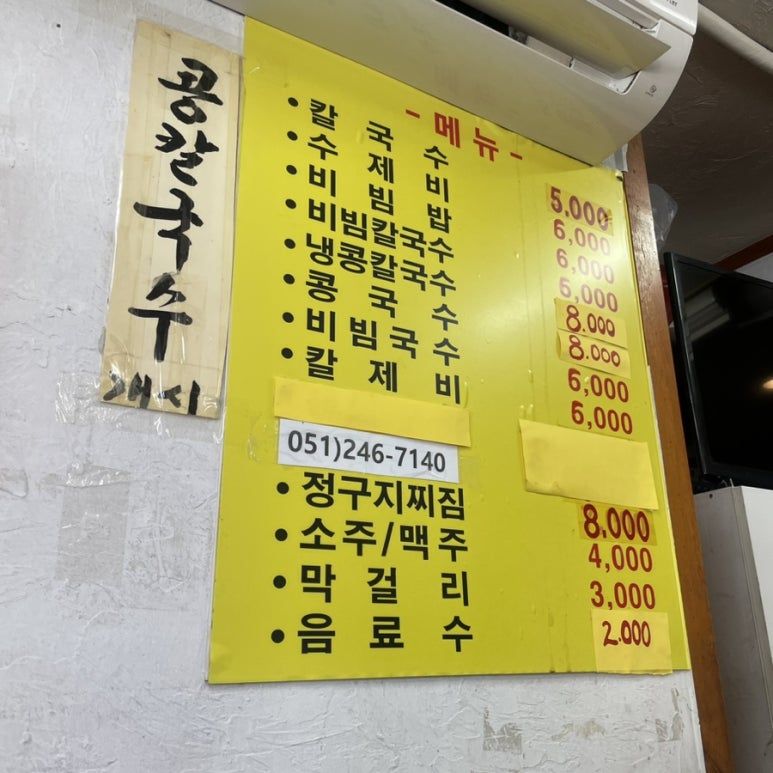 콩칼국수
개시
- 메뉴 -
• 칼국수 5.000
• 수제비 6,000
• 비빔밥 6,000
• 비빔칼국수 6,000
• 냉콩칼국수 8.000
• 콩국수 8.000
• 비빔국수 6,000
• 칼제비 6,000
051)246-7140
• 정구지찌짐 8.000
• 소주/맥주 4,000
• 막걸리 3,000
• 음료수 2.000